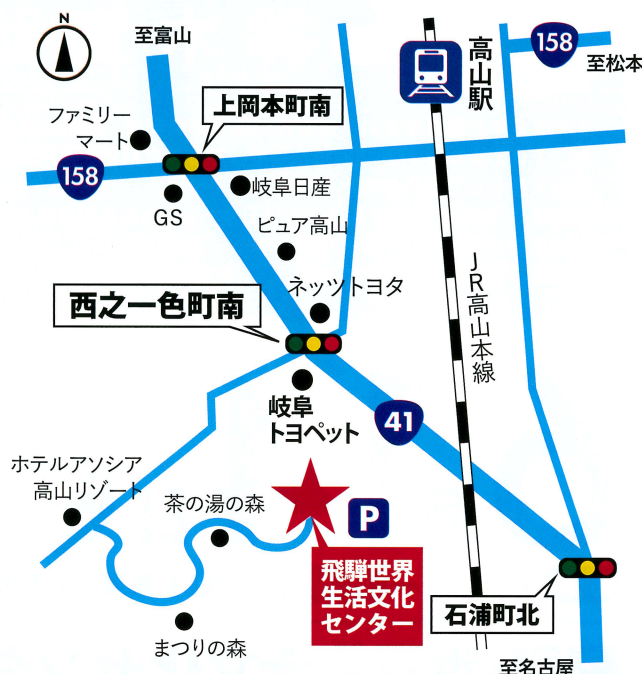 N
至富山
158
至松本
高山駅
ファミリー
マート
上岡本町南
158
GS
岐阜日産
ピュア高山
ネッツトヨタ
西之一色町南
JR高山本線
岐阜
トヨペット
41
ホテルアソシア
高山リゾート
茶の湯の森
P
飛騨世界
生活文化
センター
石浦町北
まつりの森
至名古屋